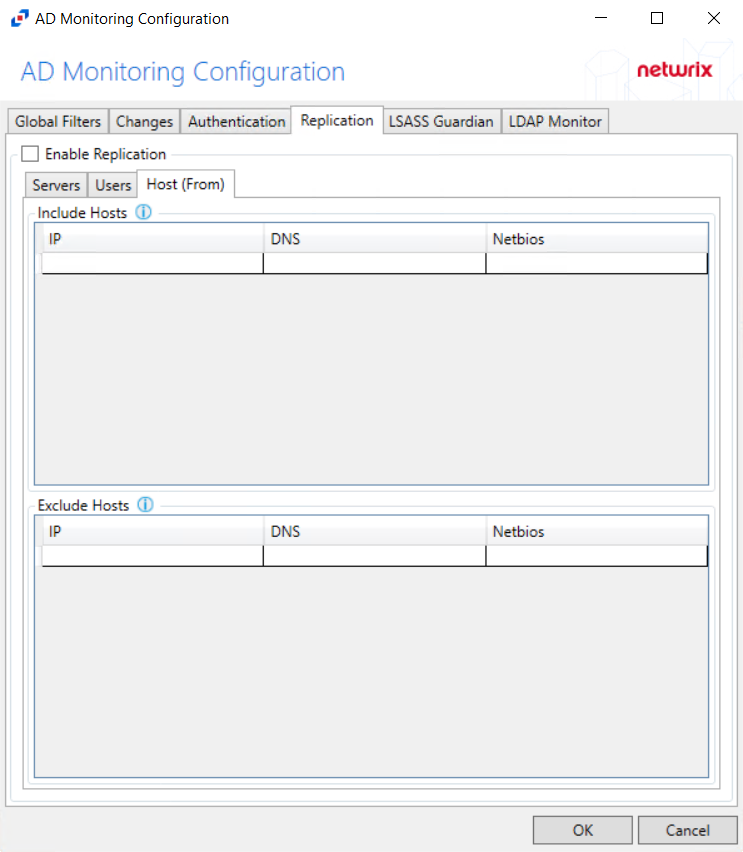 AD Monitoring Configuration
AD Monitoring Configuration
netwrix
Global Filters Changes Authentication Replication LSASS Guardian LDAP Monitor
Enable Replication
Servers Users Host (From)
Include Hosts
IP DNS Netbios
Exclude Hosts
IP DNS Netbios
OK Cancel